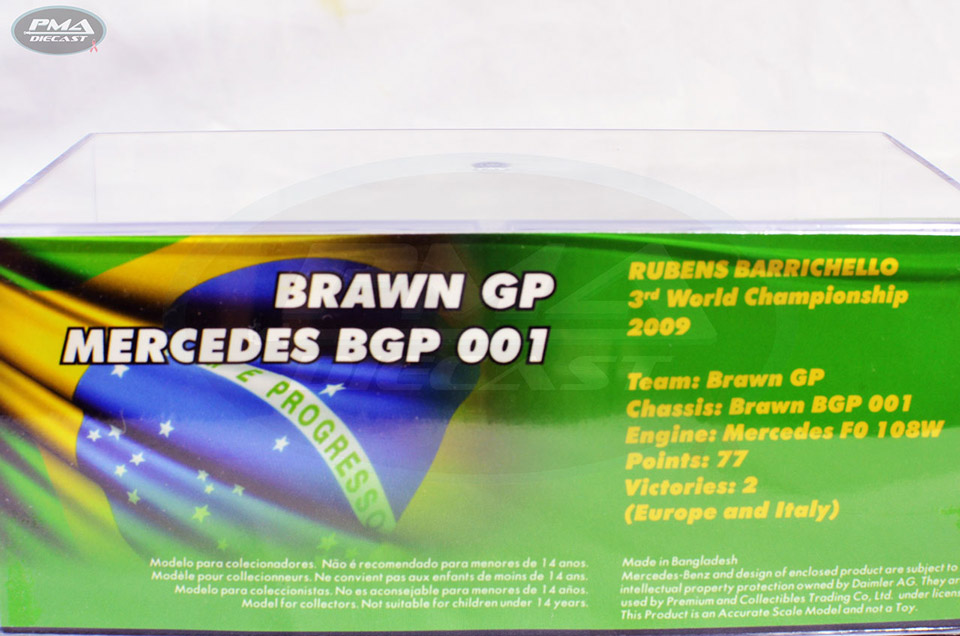 PMA
DIECAST
BRAWN GP
MERCEDES BGP 001
E PROGRESSO
RUBENS BARRICHELLO
3rd World Championship
2009
Team: Brawn GP
Chassis: Brawn BGP 001
Engine: Mercedes FO 108W
Points: 77
Victories: 2
(Europe and Italy)
Modelo para colecionadores. Não é recomendado para menores de 14 anos.
Modéle pour collectionneurs. Ne convient pas aux enfants de moins de 14 ans.
Modelo para coleccionistas. No es aconsejable para menores de 14 años.
Model for collectors. Not suitable for children under 14 years.
Made in Bangladesh
Mercedes-Benz and design of enclosed product are subject to
intellectual property protection owned by Daimler AG. They are
used by Premium and Collectibles Trading Co, Ltd. under licens
This Product is an Accurate Scale Model and not a Toy.
PMA
DIECAST